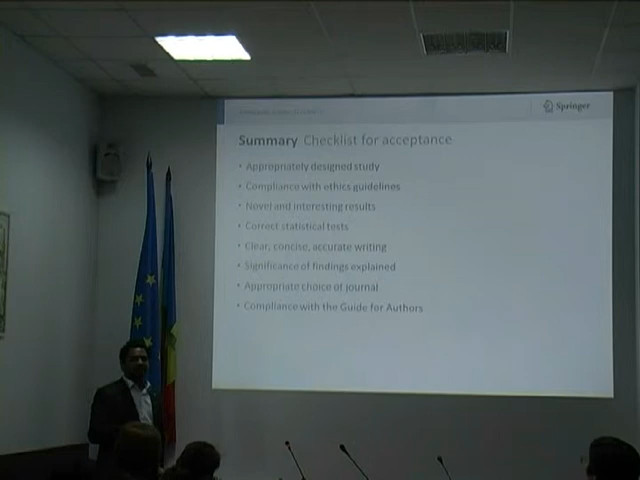 Springer
Summary Checklist for acceptance
• Appropriately designed study
• Compliance with ethics guidelines
• Novel and interesting results
• Correct statistical tests
• Clear, concise, accurate writing
• Significance of findings explained
• Appropriate choice of journal
• Compliance with the Guide for Authors